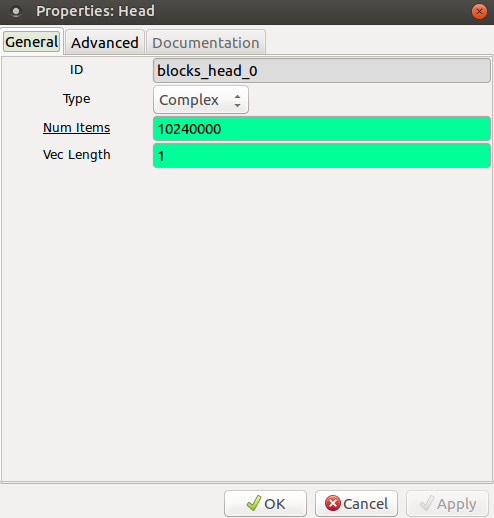 Properties: Head
General Advanced Documentation
ID blocks_head_0
Type Complex
Num Items 10240000
Vec Length 1
OK Cancel Apply